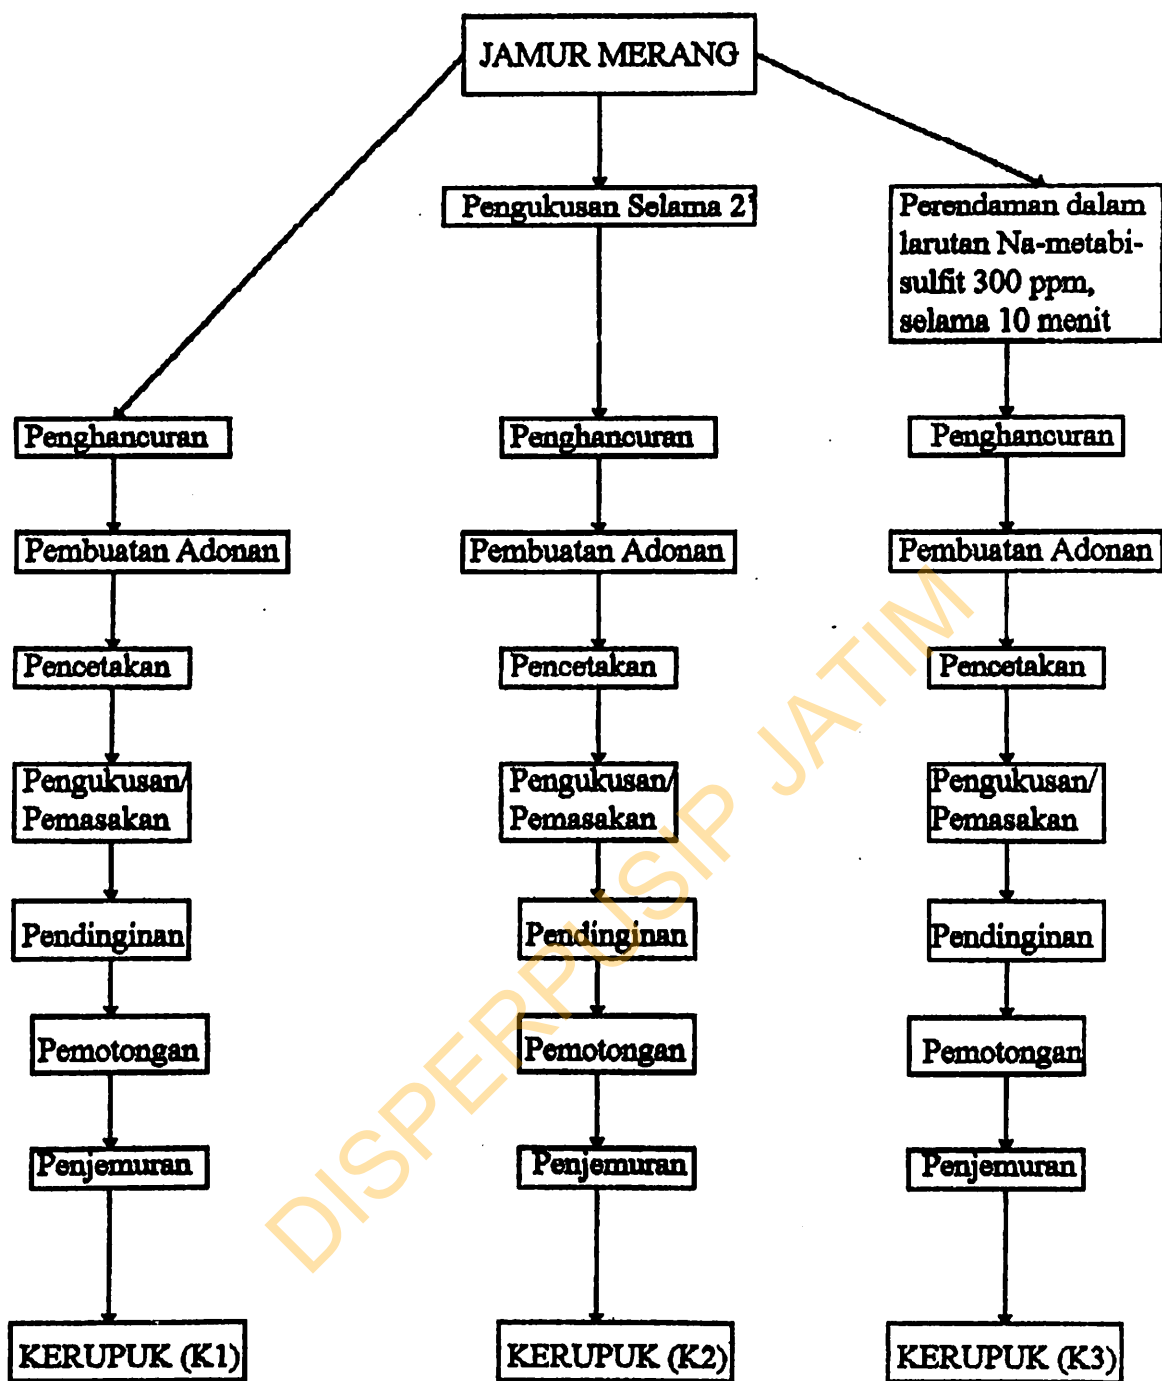 JAMUR MERANG
Pengukusan Selama 2'
Perendaman dalam
larutan Na-metabi-
sulfit 300 ppm,
selama 10 menit
Penghancuran
Penghancuran
Penghancuran
Pembuatan Adonan
Pembuatan Adonan
Pembuatan Adonan
Pencetakan
Pencetakan
Pencetakan
Pengukusan/
Pemasakan
Pengukusan/
Pemasakan
Pengukusan/
Pemasakan
Pendinginan
Pendinginan
Pendinginan
Pemotongan
Pemotongan
Pemotongan
Penjemuran
Penjemuran
Penjemuran
KERUPUK (K1)
KERUPUK (K2)
KERUPUK (K3)
DISPERPUSIP JATIM